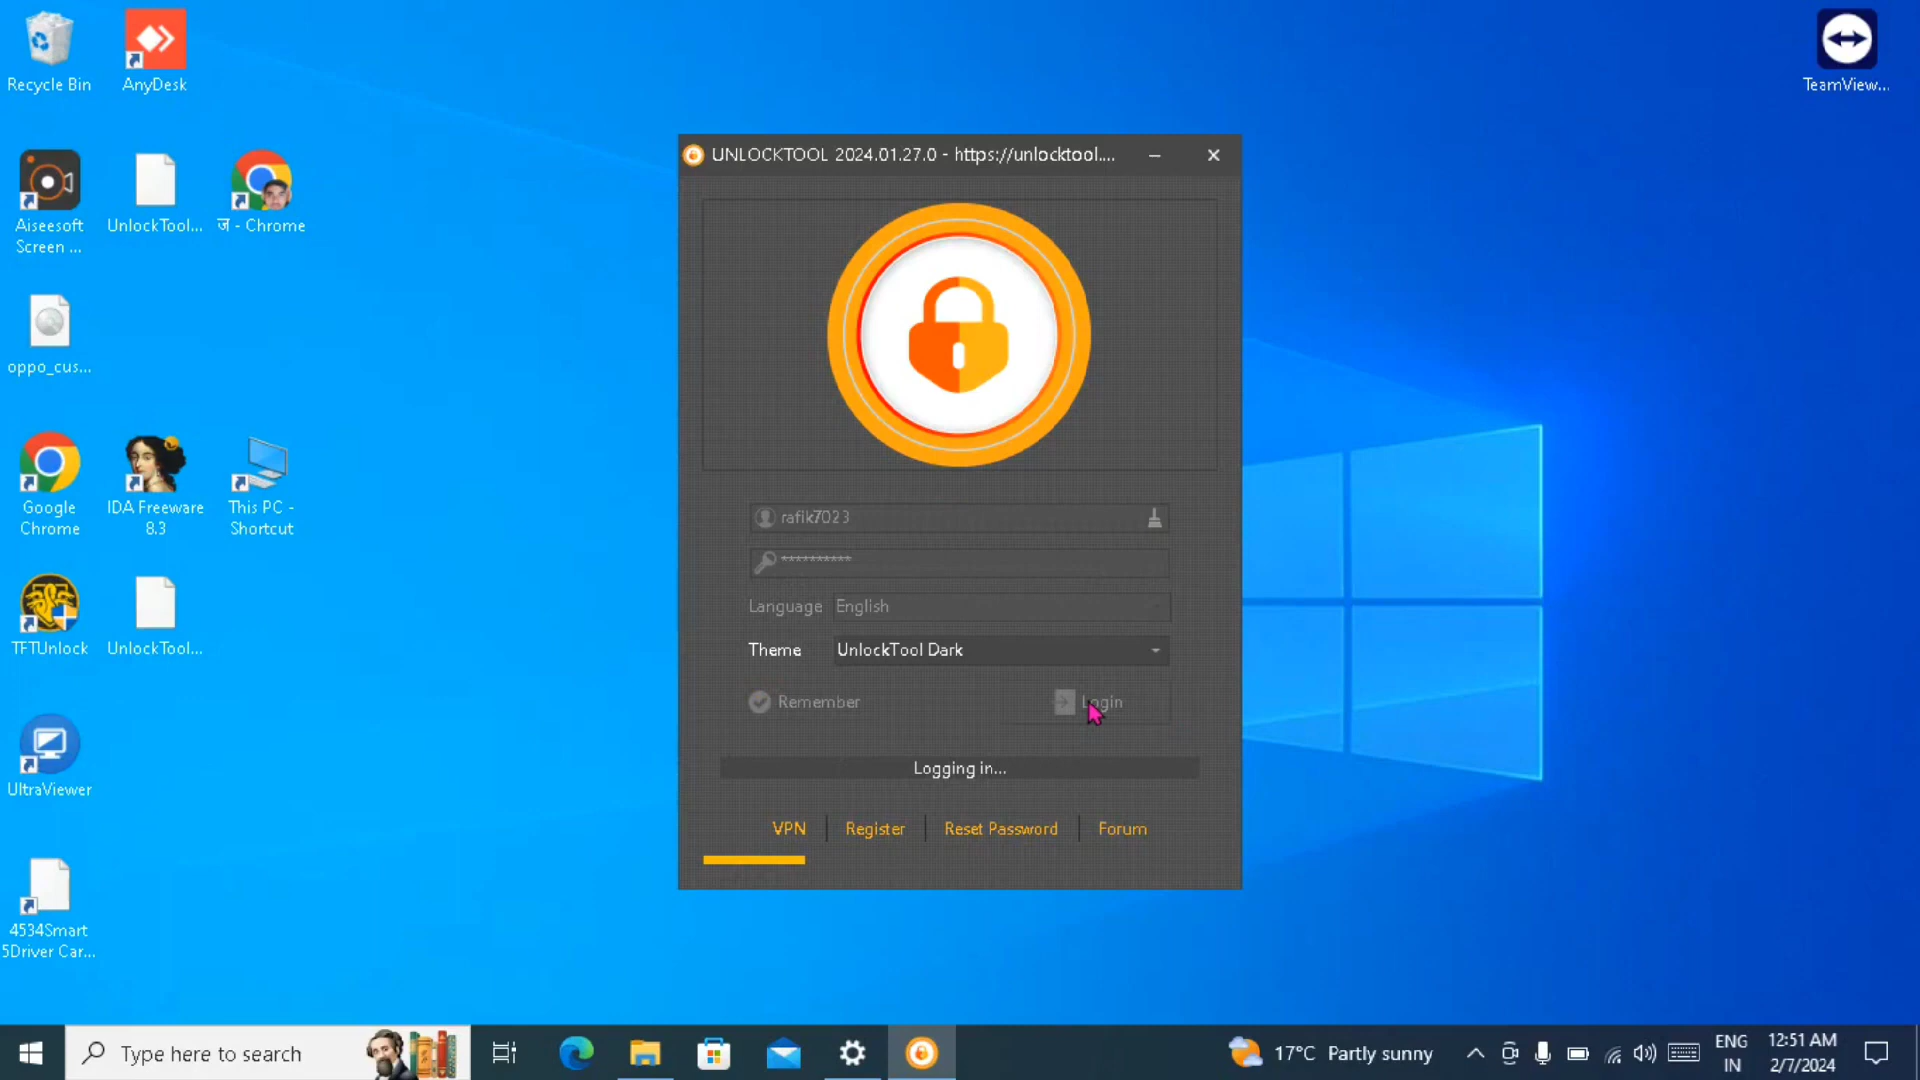 Recycle Bin
AnyDesk
TeamView...
Aiseesoft
Screen ...
UnlockTool...
ज - Chrome
oppo_cus...
Google
Chrome
IDA Freeware
8.3
This PC -
Shortcut
TFTUnlock
UnlockTool...
UltraViewer
4534Smart
5Driver Car...
UNLOCKTOOL 2024.01.27.0 - https://unlocktool....
rafik7023
**********
Language English
Theme UnlockTool Dark
Remember
Login
Logging in...
VPN Register Reset Password Forum
Type here to search
17°C Partly sunny
ENG
IN
12:51 AM
2/7/2024